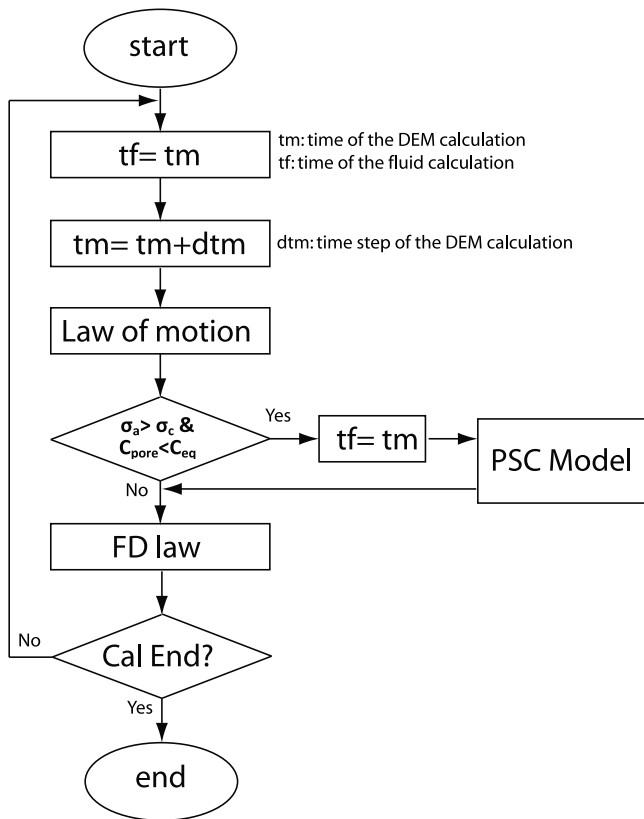 start
tf= tm
tm: time of the DEM calculation
tf: time of the fluid calculation
tm= tm+dtm
dtm: time step of the DEM calculation
Law of motion
σa> σc &
Cpore<Ceq
Yes
tf= tm
PSC Model
No
FD law
No
Cal End?
Yes
end